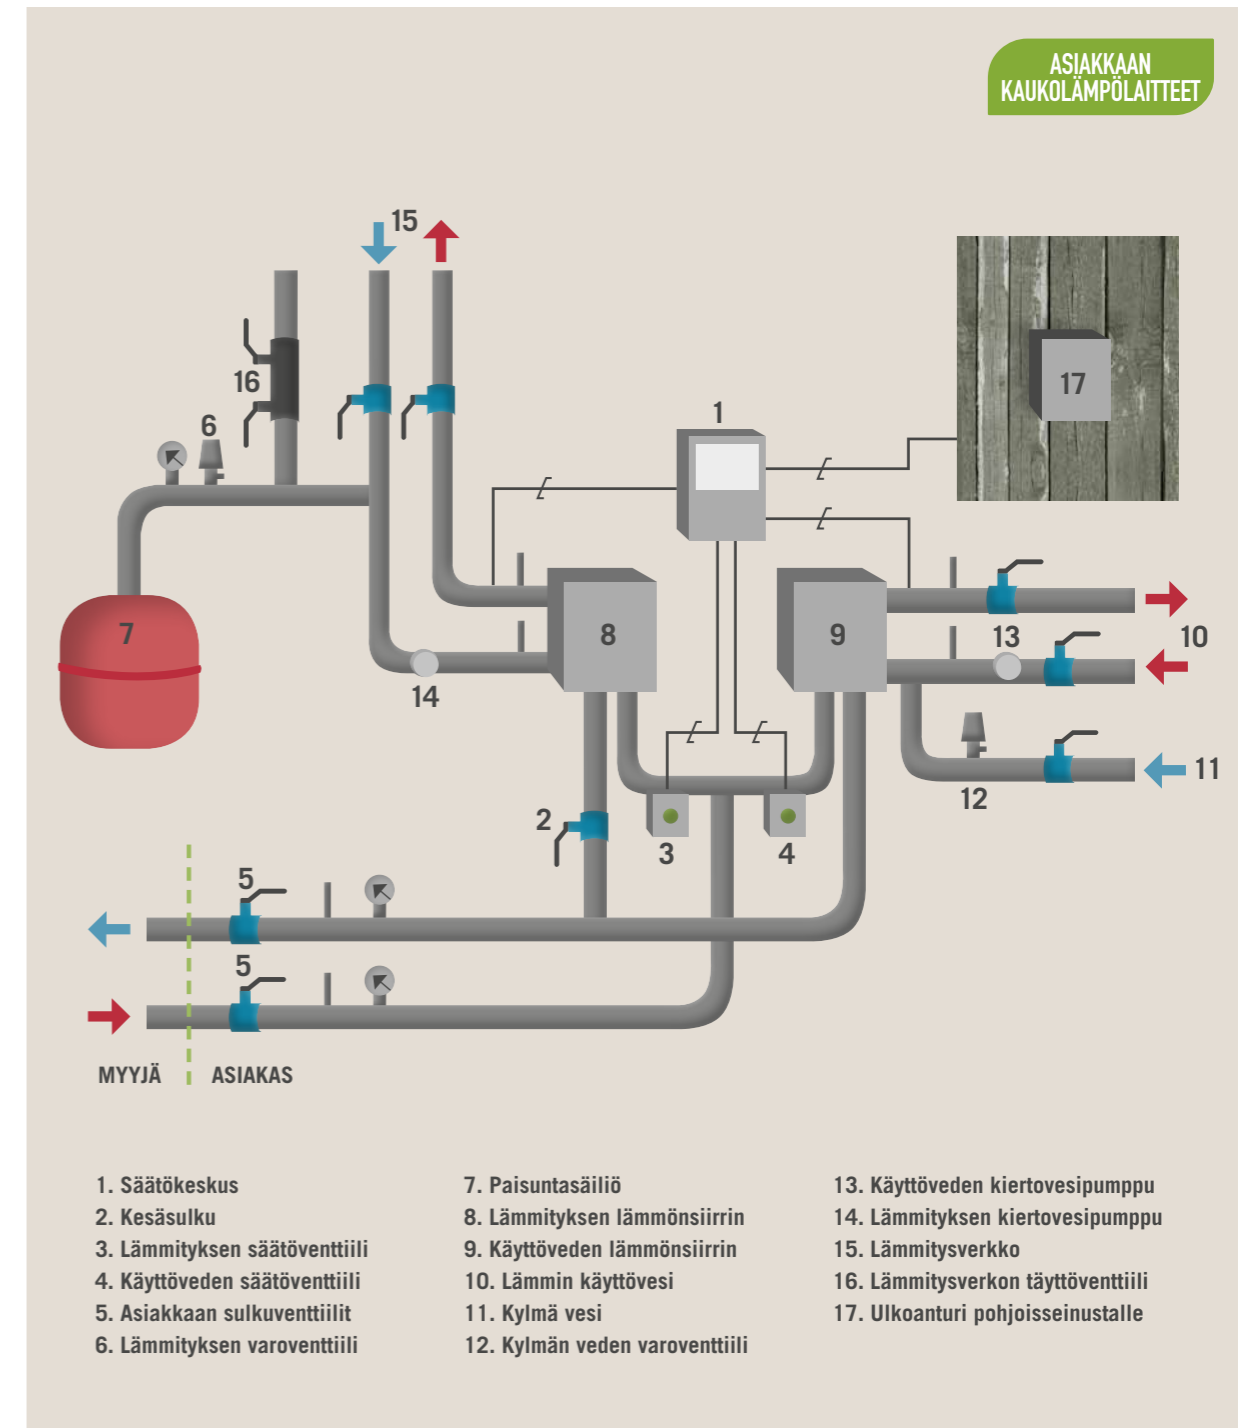 ASIAKKAAN
KAUKOLÄMPÖLAITTEET
15
16
6
17
1
7
8
9
13
10
14
11
12
2
3
4
5
5
MYYJÄ
ASIAKAS
1. Säätökeskus
2. Kesäsulku
3. Lämmityksen säätöventtiili
4. Käyttöveden säätöventtiili
5. Asiakkaan sulkuventtiilit
6. Lämmityksen varoventtiili
7. Paisuntasäiliö
8. Lämmityksen lämmönsiirrin
9. Käyttöveden lämmönsiirrin
10. Lämmin käyttövesi
11. Kylmä vesi
12. Kylmän veden varoventtiili
13. Käyttöveden kiertovesipumppu
14. Lämmityksen kiertovesipumppu
15. Lämmitysverkko
16. Lämmitysverkon täyttöventtiili
17. Ulkoanturi pohjoisseinustalle